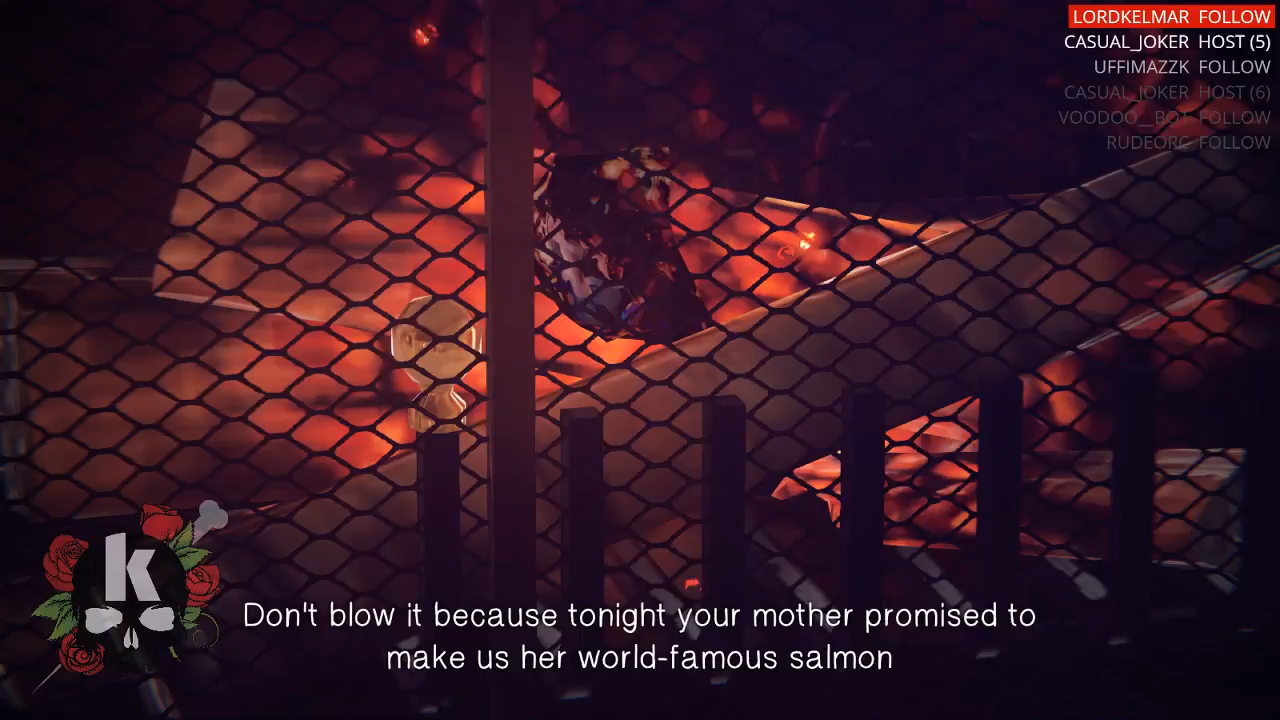 LORDKELMAR FOLLOW
CASUAL_JOKER HOST (5)
UFFIMAZZK FOLLOW
CASUAL_JOKER HOST (6)
VOODOO__BOT FOLLOW
RUDEORC FOLLOW
k
Don't blow it because tonight your mother promised to
make us her world-famous salmon